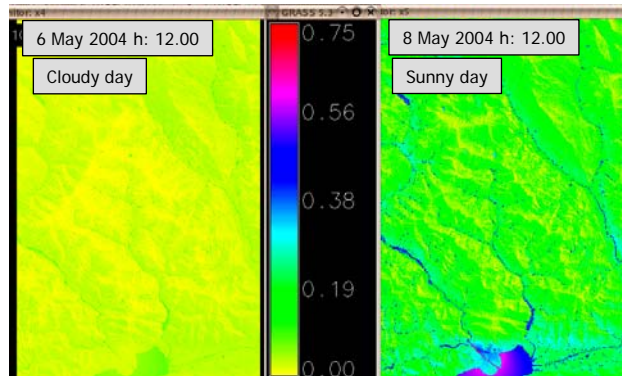 GRASS 5.3
6 May 2004 h: 12.00
Cloudy day
0.75
0.56
0.38
0.19
0.00
8 May 2004 h: 12.00
Sunny day